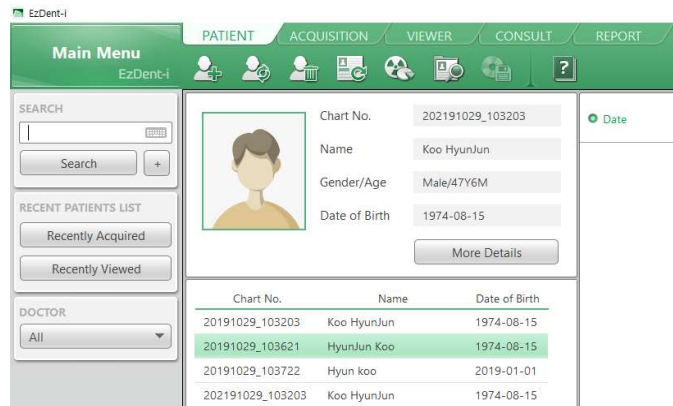 EzDent-i
Main Menu
EzDent-i
PATIENT
ACQUISITION
VIEWER
CONSULT
REPORT
?
SEARCH
Search
+
RECENT PATIENTS LIST
Recently Acquired
Recently Viewed
DOCTOR
All
Chart No. 202191029_103203
Name Koo HyunJun
Gender/Age Male/47Y6M
Date of Birth 1974-08-15
More Details
Date
Chart No. Name Date of Birth
20191029_103203 Koo HyunJun 1974-08-15
20191029_103621 HyunJun Koo 1974-08-15
20191029_103722 Hyun koo 2019-01-01
202191029_103203 Koo HyunJun 1974-08-15